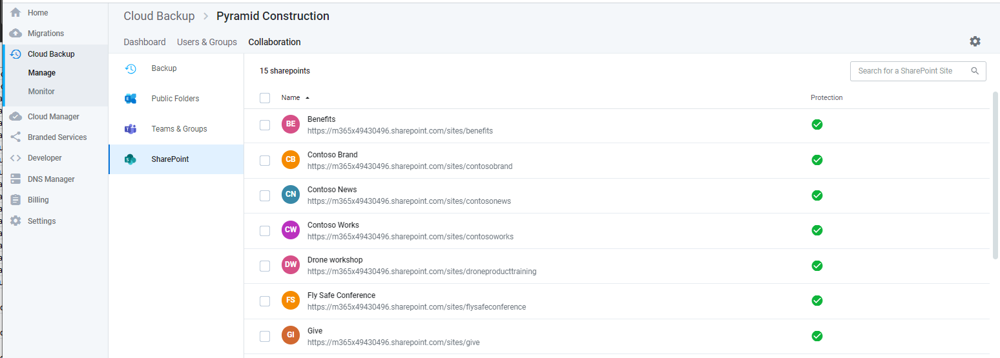 Home
Migrations
Cloud Backup
Manage
Monitor
Cloud Manager
Branded Services
Developer
DNS Manager
Billing
Settings
Cloud Backup > Pyramid Construction
Dashboard Users & Groups Collaboration
Backup
Public Folders
Teams & Groups
SharePoint
15 sharepoints
Search for a SharePoint Site
Name Protection
BE Benefits
https://m365x49430496.sharepoint.com/sites/benefits
CB Contoso Brand
https://m365x49430496.sharepoint.com/sites/contosobrand
CN Contoso News
https://m365x49430496.sharepoint.com/sites/contosonews
CW Contoso Works
https://m365x49430496.sharepoint.com/sites/contosoworks
DW Drone workshop
https://m365x49430496.sharepoint.com/sites/droneproducttraining
FS Fly Safe Conference
https://m365x49430496.sharepoint.com/sites/flysafeconference
GI Give
https://m365x49430496.sharepoint.com/sites/give